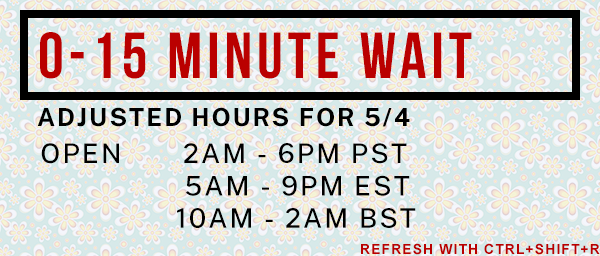 0-15 MINUTE WAIT
ADJUSTED HOURS FOR 5/4
OPEN 2AM - 6PM PST
5AM - 9PM EST
10AM - 2AM BST
REFRESH WITH CTRL+SHIFT+R